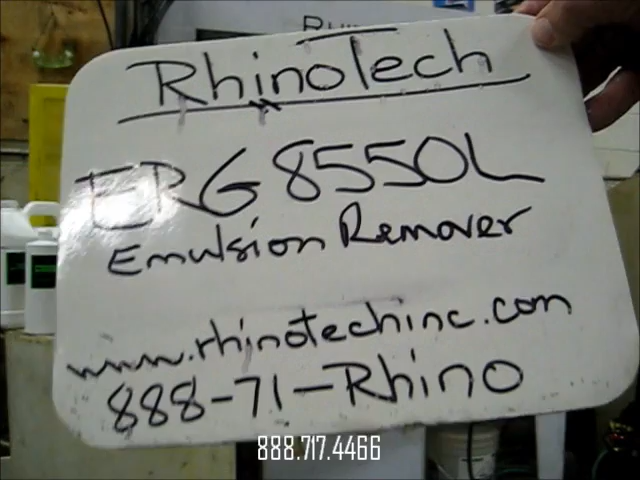 RhinoTech
ERG 8550L
Emulsion Remover
www.rhinotechinc.com
888-71-Rhino
888.717.4466